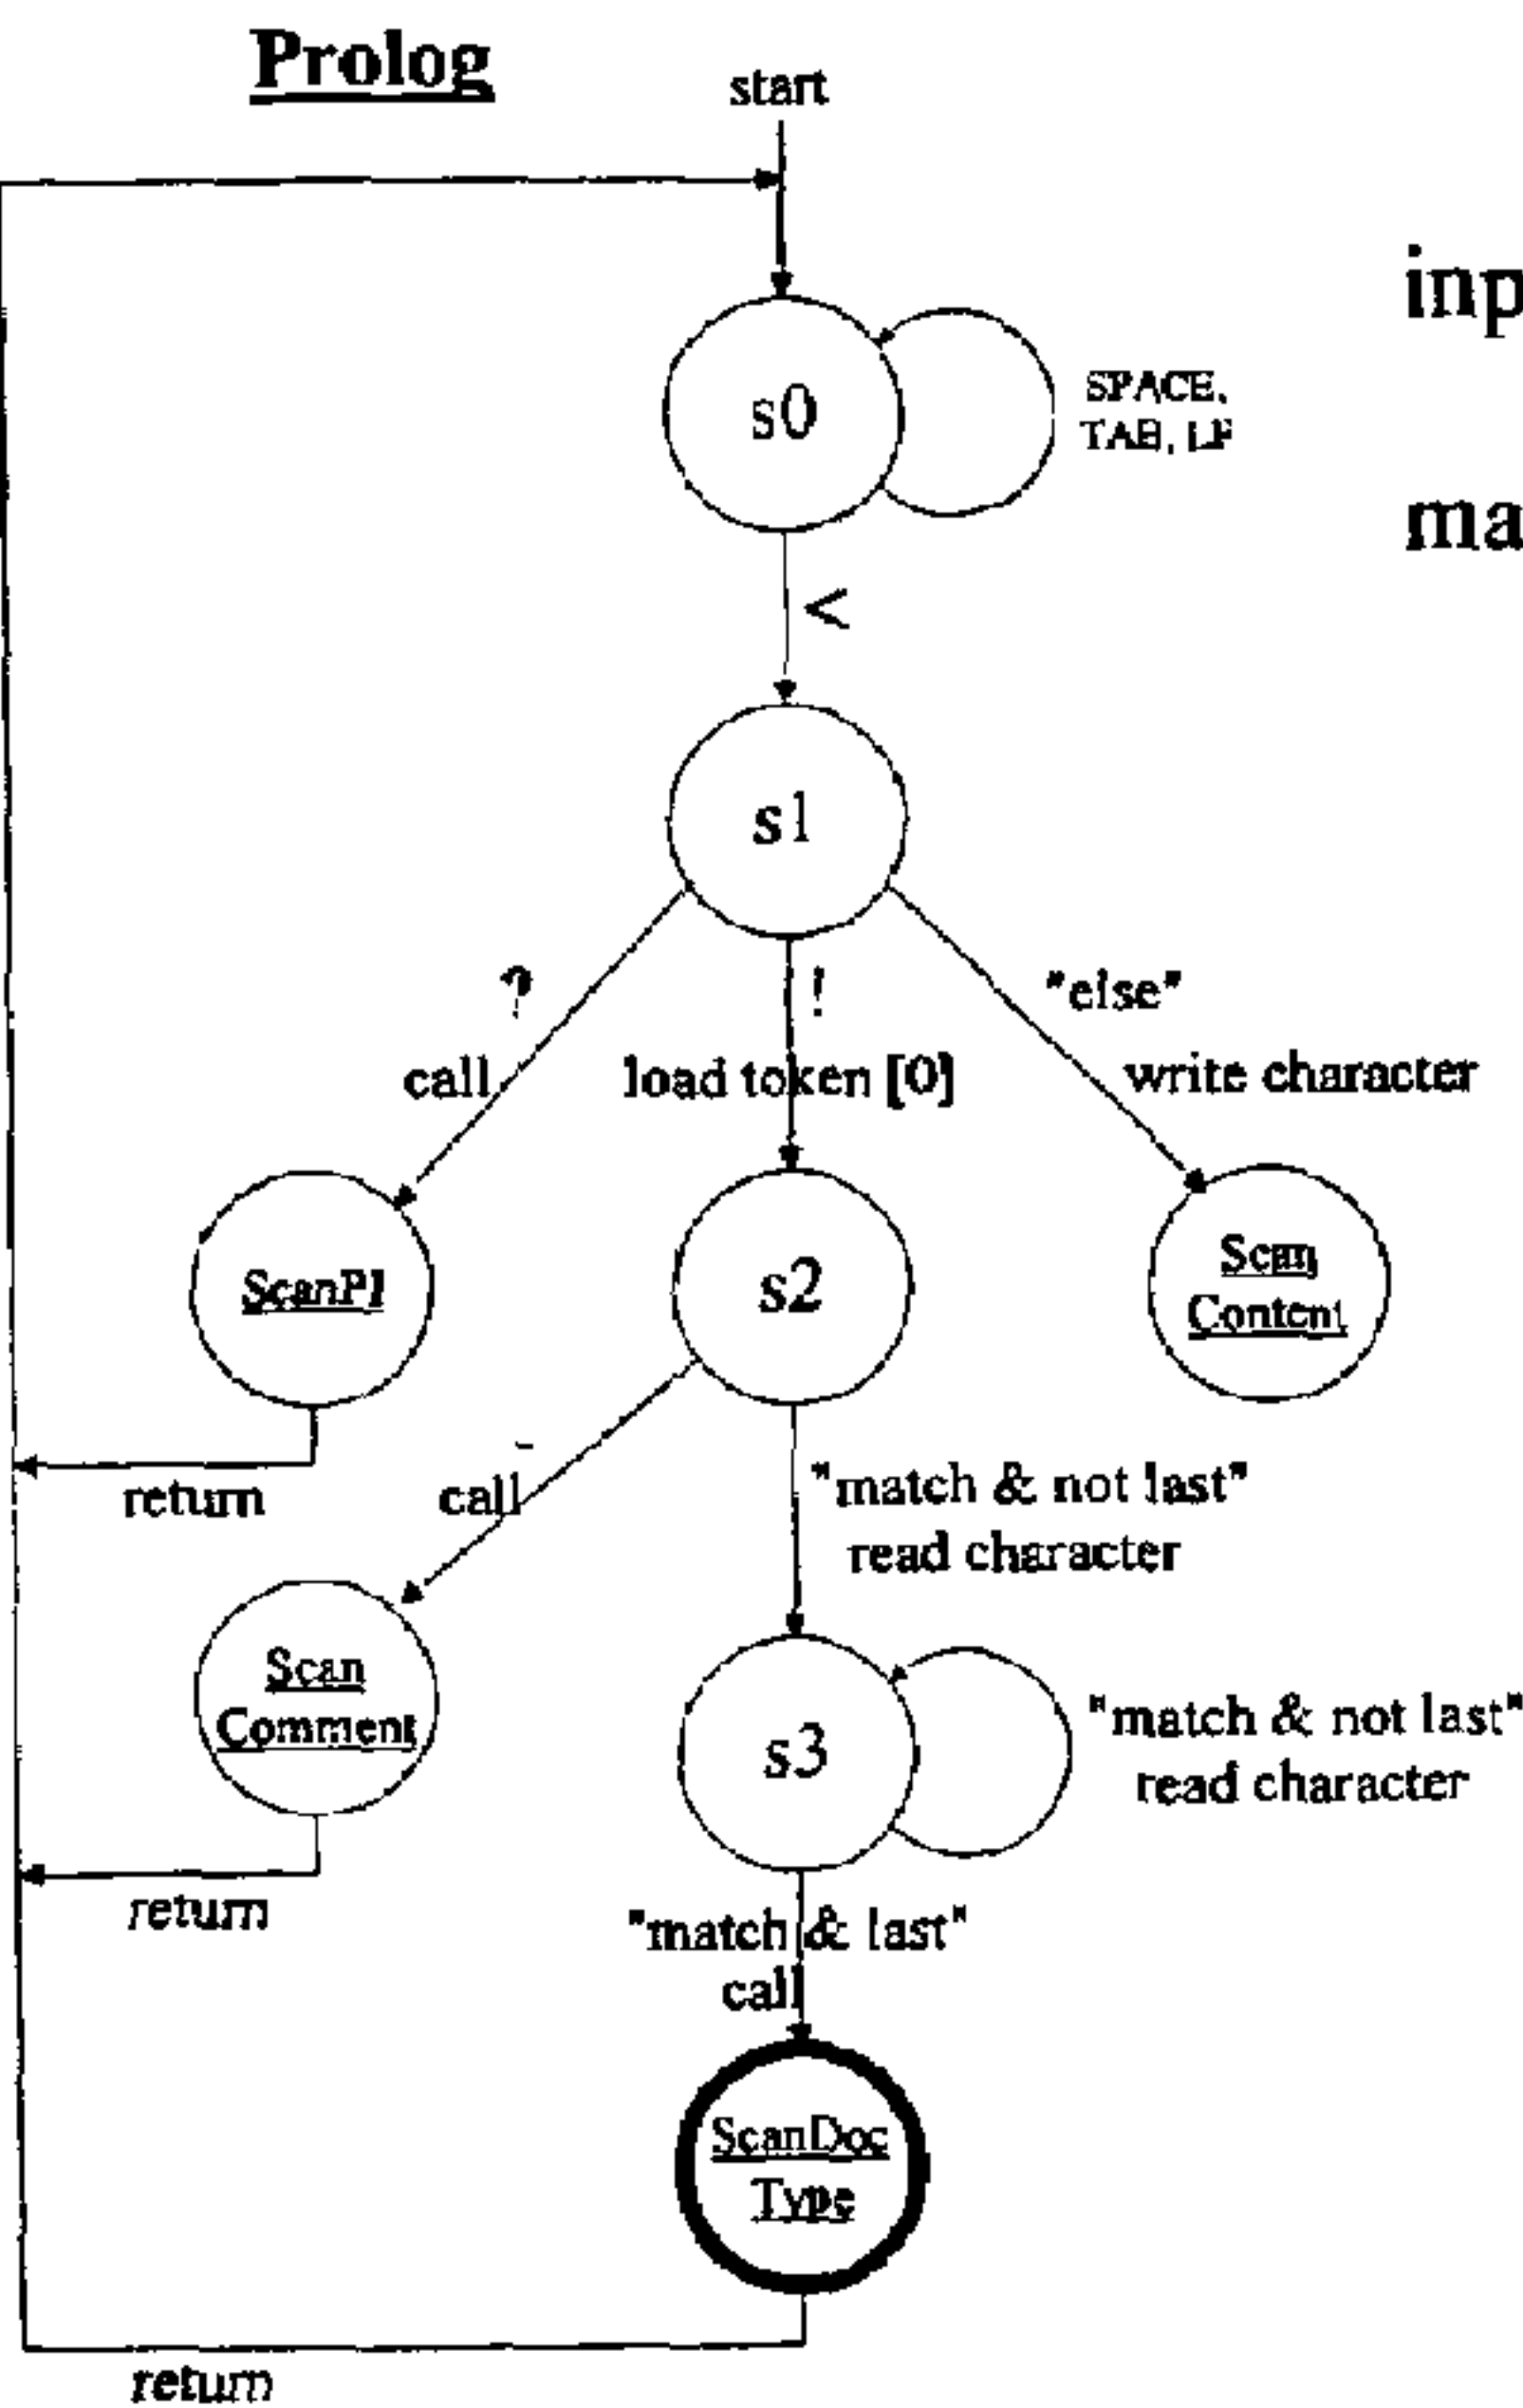 Prolog
start
inp
s0
SPACE,
TAB, LF
ma
<
s1
?
!
"else"
call
load token [0]
write character
ScanPI
s2
Scan
Content
-
call
"match & not last"
read character
return
Scan
Comment
s3
"match & not last"
read character
return
"match & last"
call
ScanDoc
Type
return